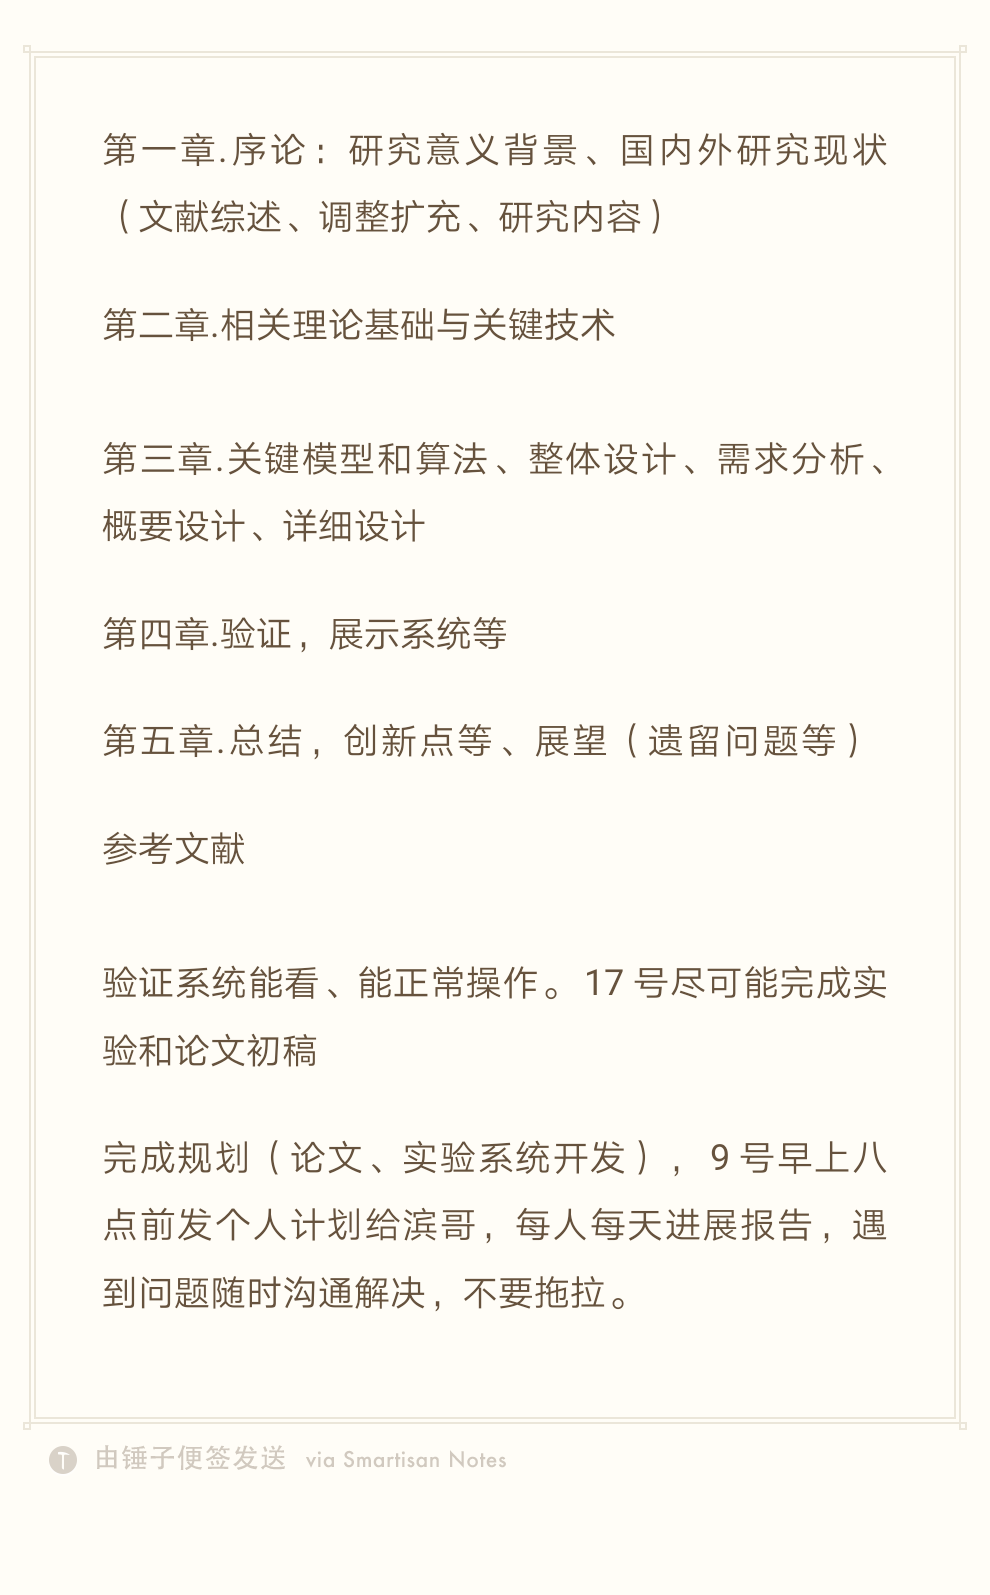 第一章.序论：研究意义背景、国内外研究现状
（文献综述、调整扩充、研究内容）
第二章.相关理论基础与关键技术
第三章.关键模型和算法、整体设计、需求分析、
概要设计、详细设计
第四章.验证，展示系统等
第五章.总结，创新点等、展望（遗留问题等）
参考文献
验证系统能看、能正常操作。17号尽可能完成实
验和论文初稿
完成规划（论文、实验系统开发），9号早上八
点前发个人计划给滨哥，每人每天进展报告，遇
到问题随时沟通解决，不要拖拉。
由锤子便签发送 via Smartisan Notes